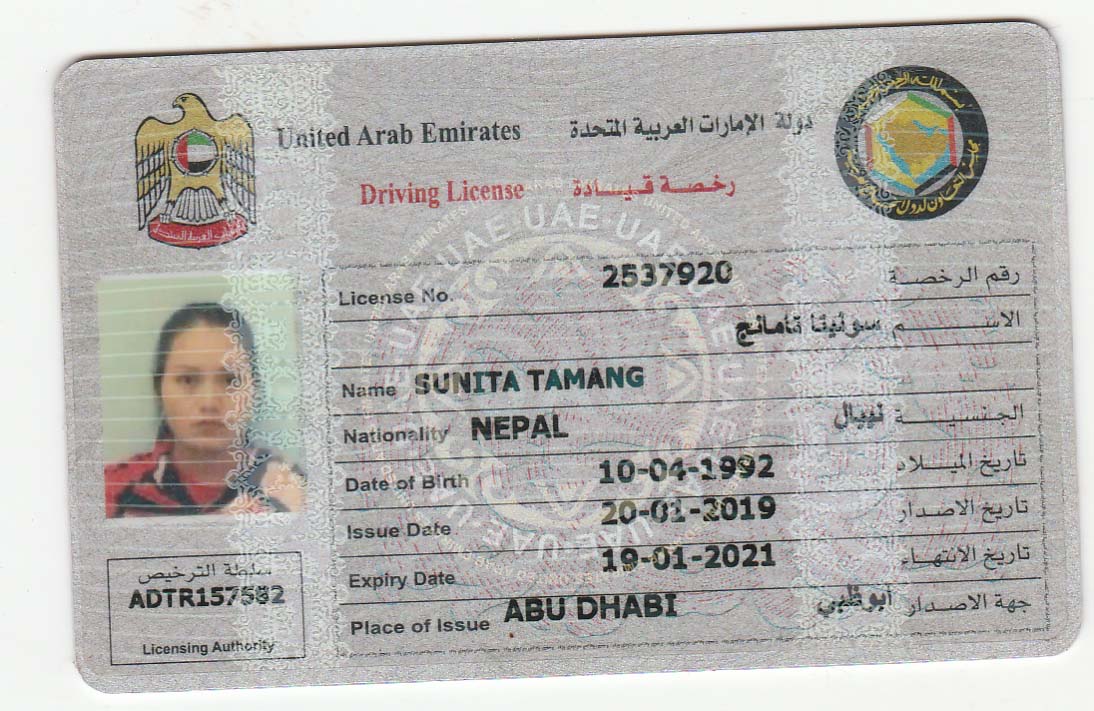 United Arab Emirates دولة الإمارات العربية المتحدة
Driving License رخصة قيادة
License No. 2537920 رقم الرخصة
الاسم سونيتا تامانج
Name SUNITA TAMANG
Nationality NEPAL الجنسية نيبال
Date of Birth 10-04-1992 تاريخ الميلاد
Issue Date 20-01-2019 تاريخ الاصدار
Expiry Date 19-01-2021 تاريخ الانتهاء
Place of Issue ABU DHABI جهة الاصدار أبوظبي
سلطة الترخيص
ADTR157582
Licensing Authority
UAE UAE UAE